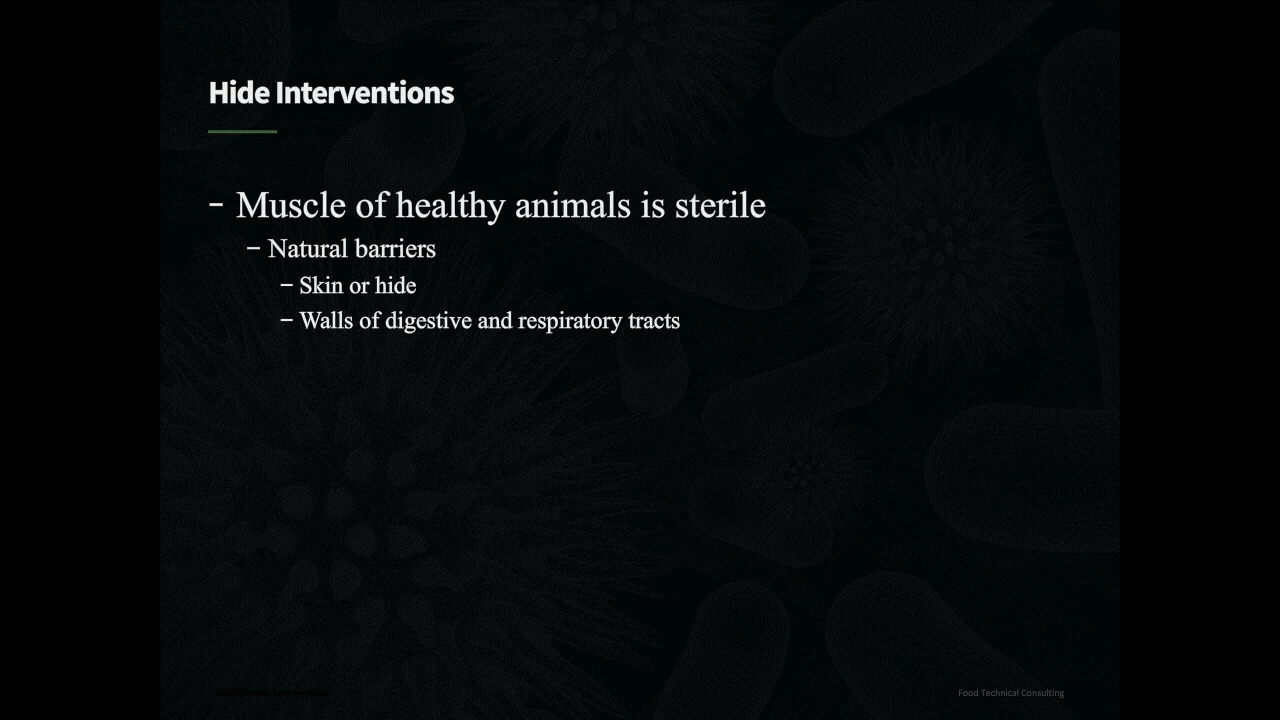 Hide Interventions
– Muscle of healthy animals is sterile
– Natural barriers
– Skin or hide
– Walls of digestive and respiratory tracts
Food Technical Consulting